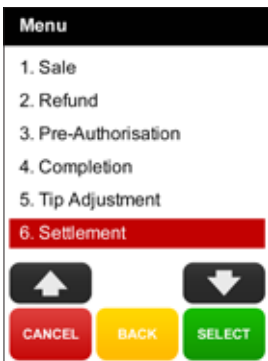 Menu
1. Sale
2. Refund
3. Pre-Authorisation
4. Completion
5. Tip Adjustment
6. Settlement
CANCEL BACK SELECT